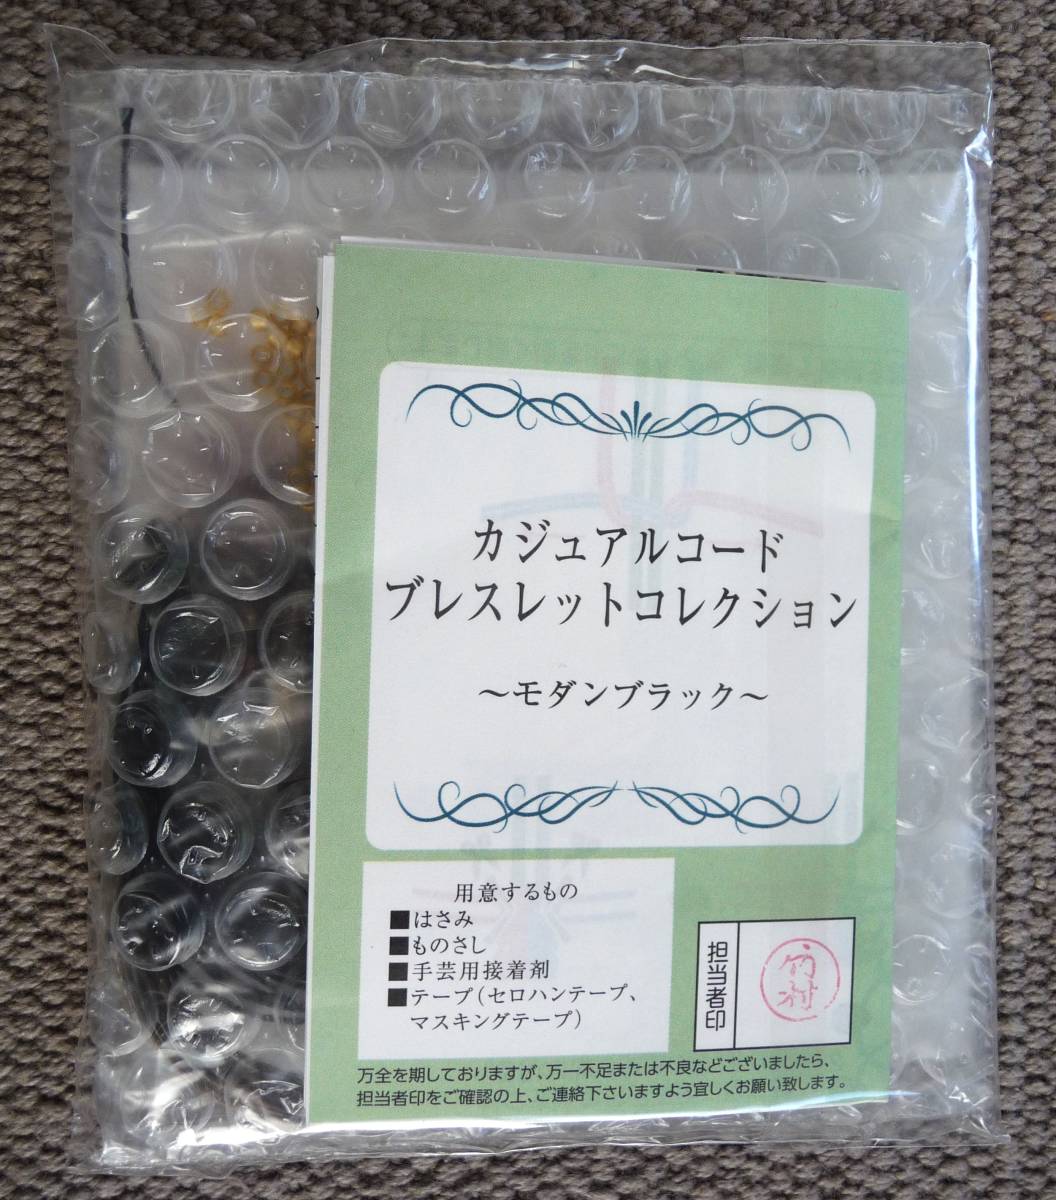 カジュアルコード
ブレスレットコレクション
～モダンブラック～
用意するもの
■はさみ
■ものさし
■手芸用接着剤
■テープ(セロハンテープ、
マスキングテープ)
担当者印
竹村
万全を期しておりますが、万一不足または不良などございましたら、
担当者印をご確認の上、ご連絡下さいますよう宜しくお願い致します。